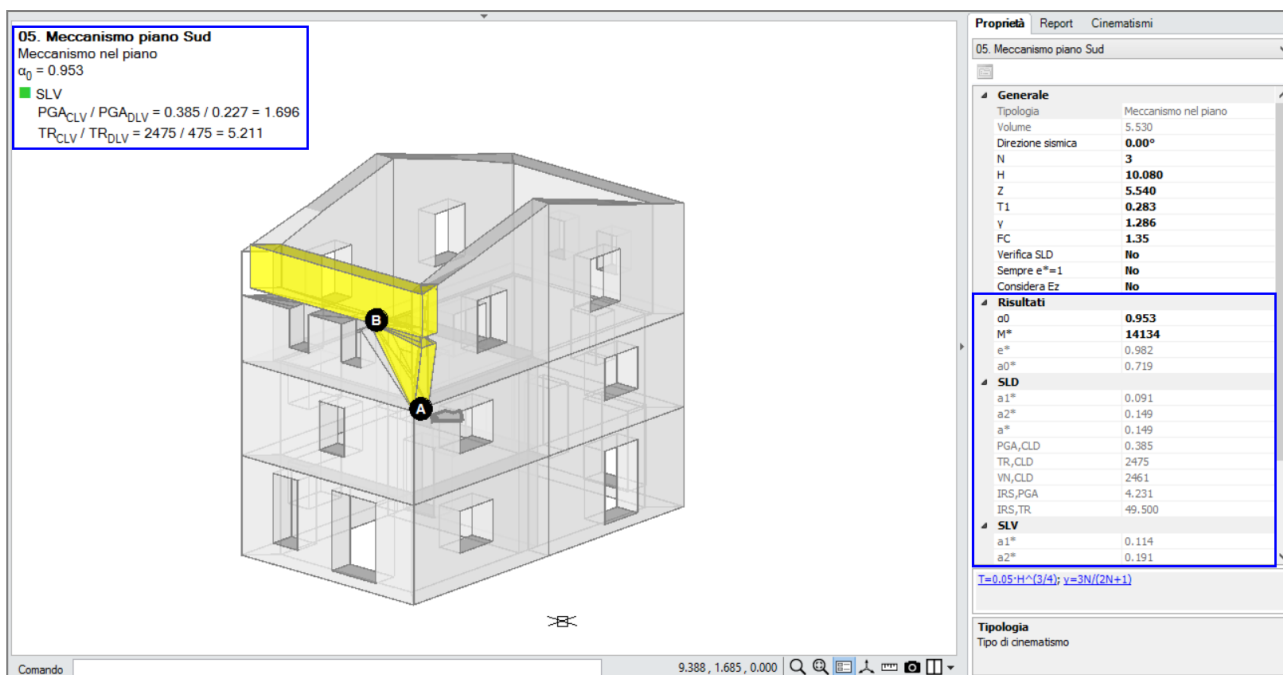 05. Meccanismo piano Sud
Meccanismo nel piano
α0 = 0.953
SLV
PGACLV / PGADLV = 0.385 / 0.227 = 1.696
TRCLV / TRDLV = 2475 / 475 = 5.211
B
A
Comando
9.388 , 1.685 , 0.000
Proprietà Report Cinematismi
05. Meccanismo piano Sud
Generale
Tipologia Meccanismo nel piano
Volume 5.530
Direzione sismica 0.00°
N 3
H 10.080
Z 5.540
T1 0.283
γ 1.286
FC 1.35
Verifica SLD No
Sempre e*=1 No
Considera Ez No
Risultati
α0 0.953
M* 14134
e* 0.982
a0* 0.719
SLD
a1* 0.091
a2* 0.149
a* 0.149
PGA,CLD 0.385
TR,CLD 2475
VN,CLD 2461
IRS,PGA 4.231
IRS,TR 49.500
SLV
a1* 0.114
a2* 0.191
T=0.05·H^(3/4); γ=3N/(2N+1)
Tipologia
Tipo di cinematismo